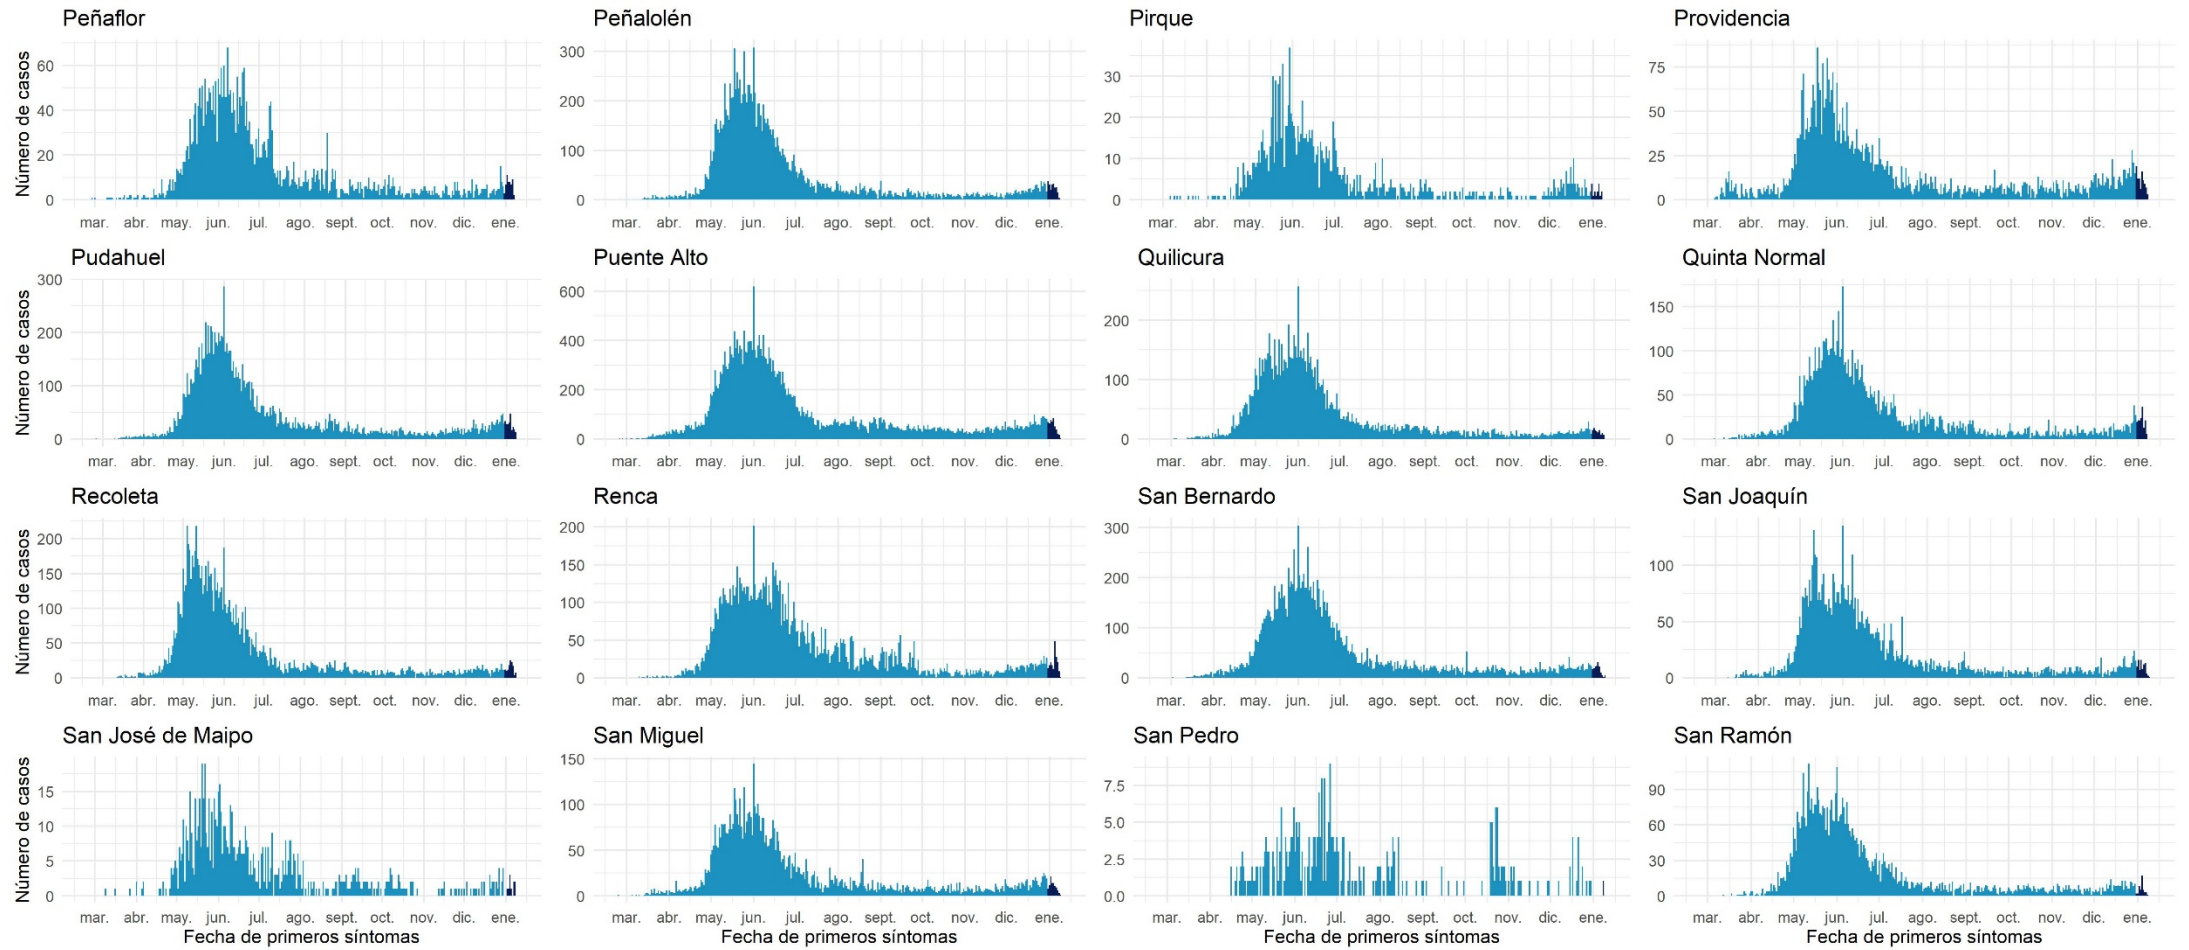 Peñaflor
Número de casos
60
40
20
0
mar. abr. may. jun. jul. ago. sept. oct. nov. dic. ene.
Peñalolén
300
200
100
0
mar. abr. may. jun. jul. ago. sept. oct. nov. dic. ene.
Pirque
30
20
10
0
mar. abr. may. jun. jul. ago. sept. oct. nov. dic. ene.
Providencia
75
50
25
0
mar. abr. may. jun. jul. ago. sept. oct. nov. dic. ene.
Pudahuel
Número de casos
300
200
100
0
mar. abr. may. jun. jul. ago. sept. oct. nov. dic. ene.
Puente Alto
600
400
200
0
mar. abr. may. jun. jul. ago. sept. oct. nov. dic. ene.
Quilicura
200
100
0
mar. abr. may. jun. jul. ago. sept. oct. nov. dic. ene.
Quinta Normal
150
100
50
0
mar. abr. may. jun. jul. ago. sept. oct. nov. dic. ene.
Recoleta
Número de casos
200
150
100
50
0
mar. abr. may. jun. jul. ago. sept. oct. nov. dic. ene.
Renca
200
150
100
50
0
mar. abr. may. jun. jul. ago. sept. oct. nov. dic. ene.
San Bernardo
300
200
100
0
mar. abr. may. jun. jul. ago. sept. oct. nov. dic. ene.
San Joaquín
100
50
0
mar. abr. may. jun. jul. ago. sept. oct. nov. dic. ene.
San José de Maipo
Número de casos
15
10
5
0
mar. abr. may. jun. jul. ago. sept. oct. nov. dic. ene.
Fecha de primeros síntomas
San Miguel
150
100
50
0
mar. abr. may. jun. jul. ago. sept. oct. nov. dic. ene.
Fecha de primeros síntomas
San Pedro
7.5
5.0
2.5
0.0
mar. abr. may. jun. jul. ago. sept. oct. nov. dic. ene.
Fecha de primeros síntomas
San Ramón
90
60
30
0
mar. abr. may. jun. jul. ago. sept. oct. nov. dic. ene.
Fecha de primeros síntomas